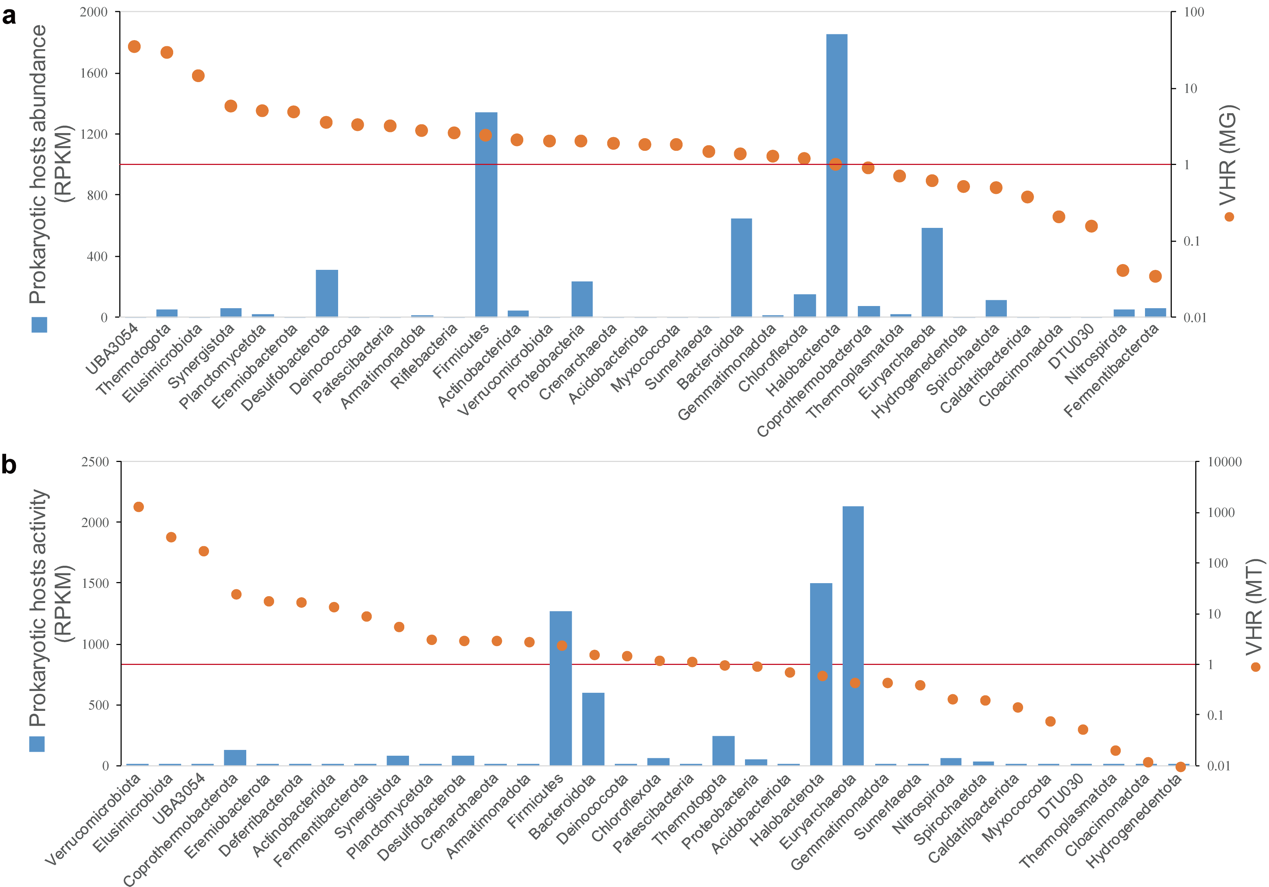 a
Prokaryotic hosts abundance
(RPKM)
2000
1600
1200
800
400
0
100
10
1
0.1
0.01
VHR (MG)
UBA3054
Thermotogota
Elusimicrobiota
Synergistota
Planctomycetota
Eremiobacterota
Desulfobacterota
Deinococcota
Patescibacteria
Armatimonadota
Riflebacteria
Firmicutes
Actinobacteriota
Verrucomicrobiota
Proteobacteria
Crenarchaeota
Acidobacteriota
Myxococcota
Sumerlaeota
Bacteroidota
Gemmatimonadota
Chloroflexota
Halobacterota
Coprothermobacterota
Thermoplasmatota
Euryarchaeota
Hydrogenedentota
Spirochaetota
Caldatribacteriota
Cloacimonadota
DTU030
Nitrospirota
Fermentibacterota
b
Prokaryotic hosts activity
(RPKM)
2500
2000
1500
1000
500
0
10000
1000
100
10
1
0.1
0.01
VHR (MT)
Verrucomicrobiota
Elusimicrobiota
UBA3054
Coprothermobacterota
Eremiobacterota
Deferribacterota
Actinobacteriota
Fermentibacterota
Synergistota
Planctomycetota
Desulfobacterota
Crenarchaeota
Armatimonadota
Firmicutes
Bacteroidota
Deinococcota
Chloroflexota
Patescibacteria
Thermotogota
Proteobacteria
Acidobacteriota
Halobacterota
Euryarchaeota
Gemmatimonadota
Sumerlaeota
Nitrospirota
Spirochaetota
Caldatribacteriota
Myxococcota
DTU030
Thermoplasmatota
Cloacimonadota
Hydrogenedentota